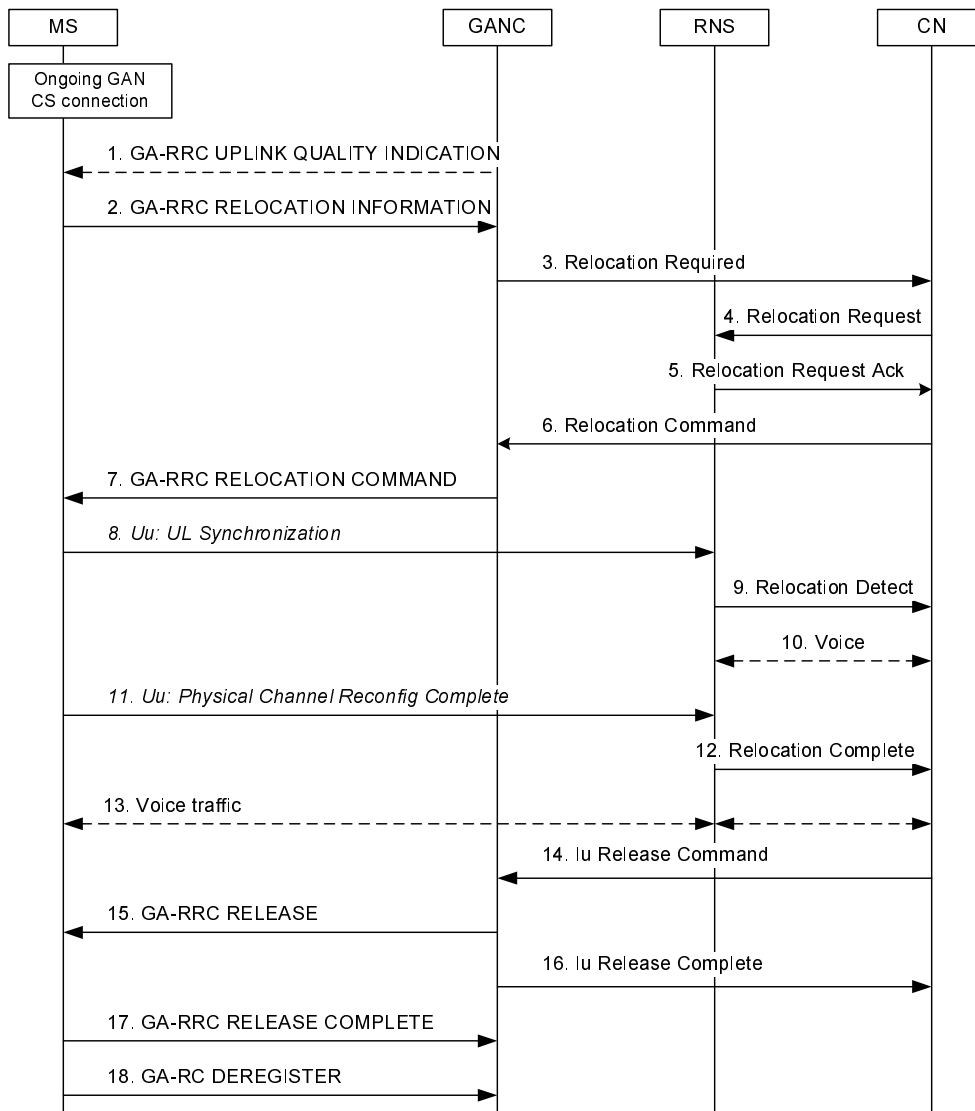 MS
GANC
RNS
CN
Ongoing GAN
CS connection
1. GA-RRC UPLINK QUALITY INDICATION
2. GA-RRC RELOCATION INFORMATION
3. Relocation Required
4. Relocation Request
5. Relocation Request Ack
6. Relocation Command
7. GA-RRC RELOCATION COMMAND
8. Uu: UL Synchronization
9. Relocation Detect
10. Voice
11. Uu: Physical Channel Reconfig Complete
12. Relocation Complete
13. Voice traffic
14. Iu Release Command
15. GA-RRC RELEASE
16. Iu Release Complete
17. GA-RRC RELEASE COMPLETE
18. GA-RC DEREGISTER